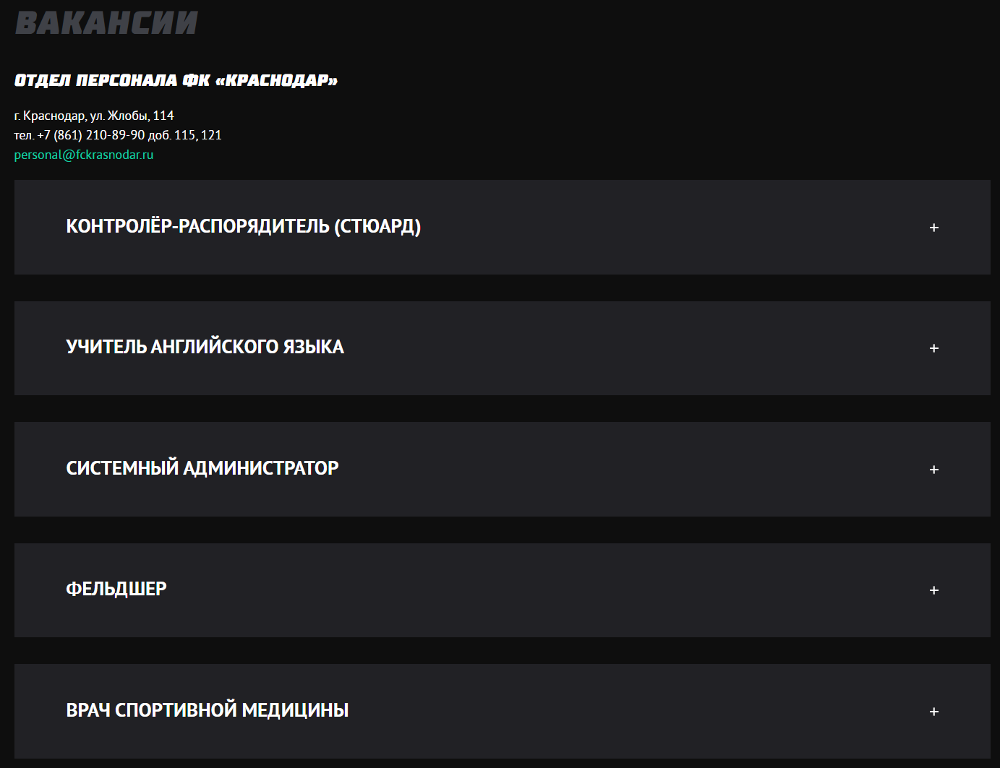 ВАКАНСИИ
ОТДЕЛ ПЕРСОНАЛА ФК «КРАСНОДАР»
г. Краснодар, ул. Жлобы, 114
тел. +7 (861) 210-89-90 доб. 115, 121
personal@fckrasnodar.ru
КОНТРОЛЁР-РАСПОРЯДИТЕЛЬ (СТЮАРД) +
УЧИТЕЛЬ АНГЛИЙСКОГО ЯЗЫКА +
СИСТЕМНЫЙ АДМИНИСТРАТОР +
ФЕЛЬДШЕР +
ВРАЧ СПОРТИВНОЙ МЕДИЦИНЫ +